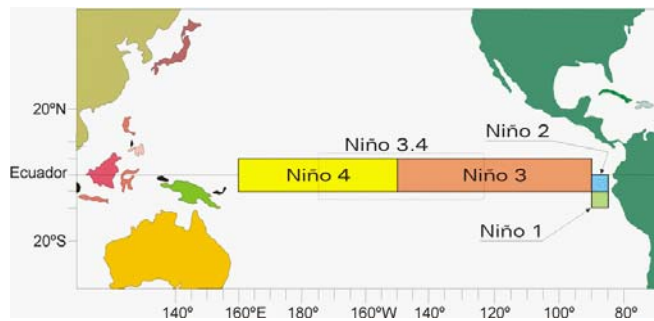 20ºN
Niño 3.4
Niño 2
Ecuador
Niño 4
Niño 3
20ºS
Niño 1
140º 160ºE 180º 160ºW 140º 120º 100º 80º